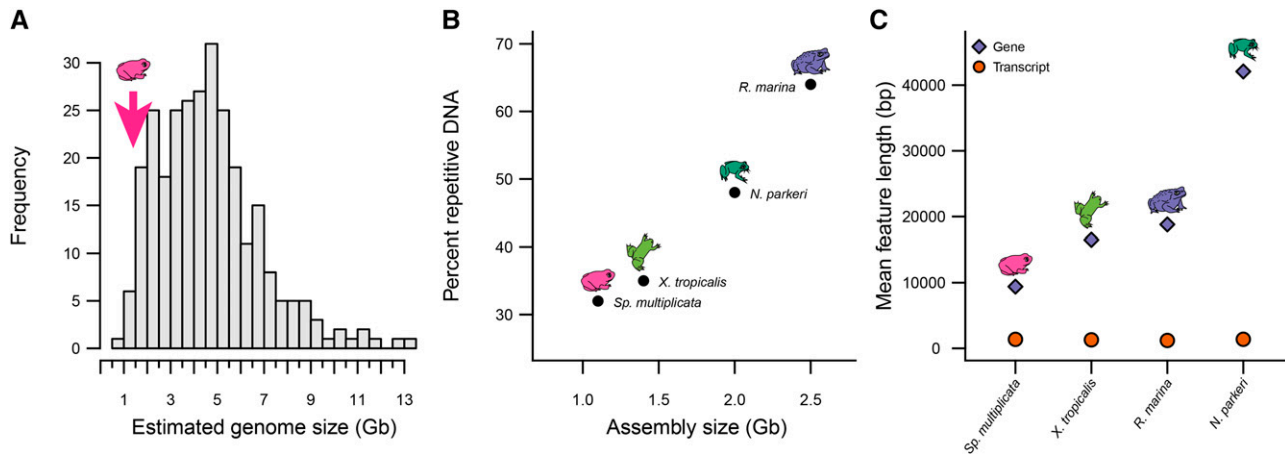 A
Frequency
30
25
20
15
10
5
0
1 3 5 7 9 11 13
Estimated genome size (Gb)
B
Percent repetitive DNA
70
60
50
40
30
R. marina
N. parkeri
X. tropicalis
Sp. multiplicata
1.0 1.5 2.0 2.5
Assembly size (Gb)
C
Mean feature length (bp)
Gene
Transcript
40000
30000
20000
10000
0
Sp. multiplicata
X. tropicalis
R. marina
N. parkeri